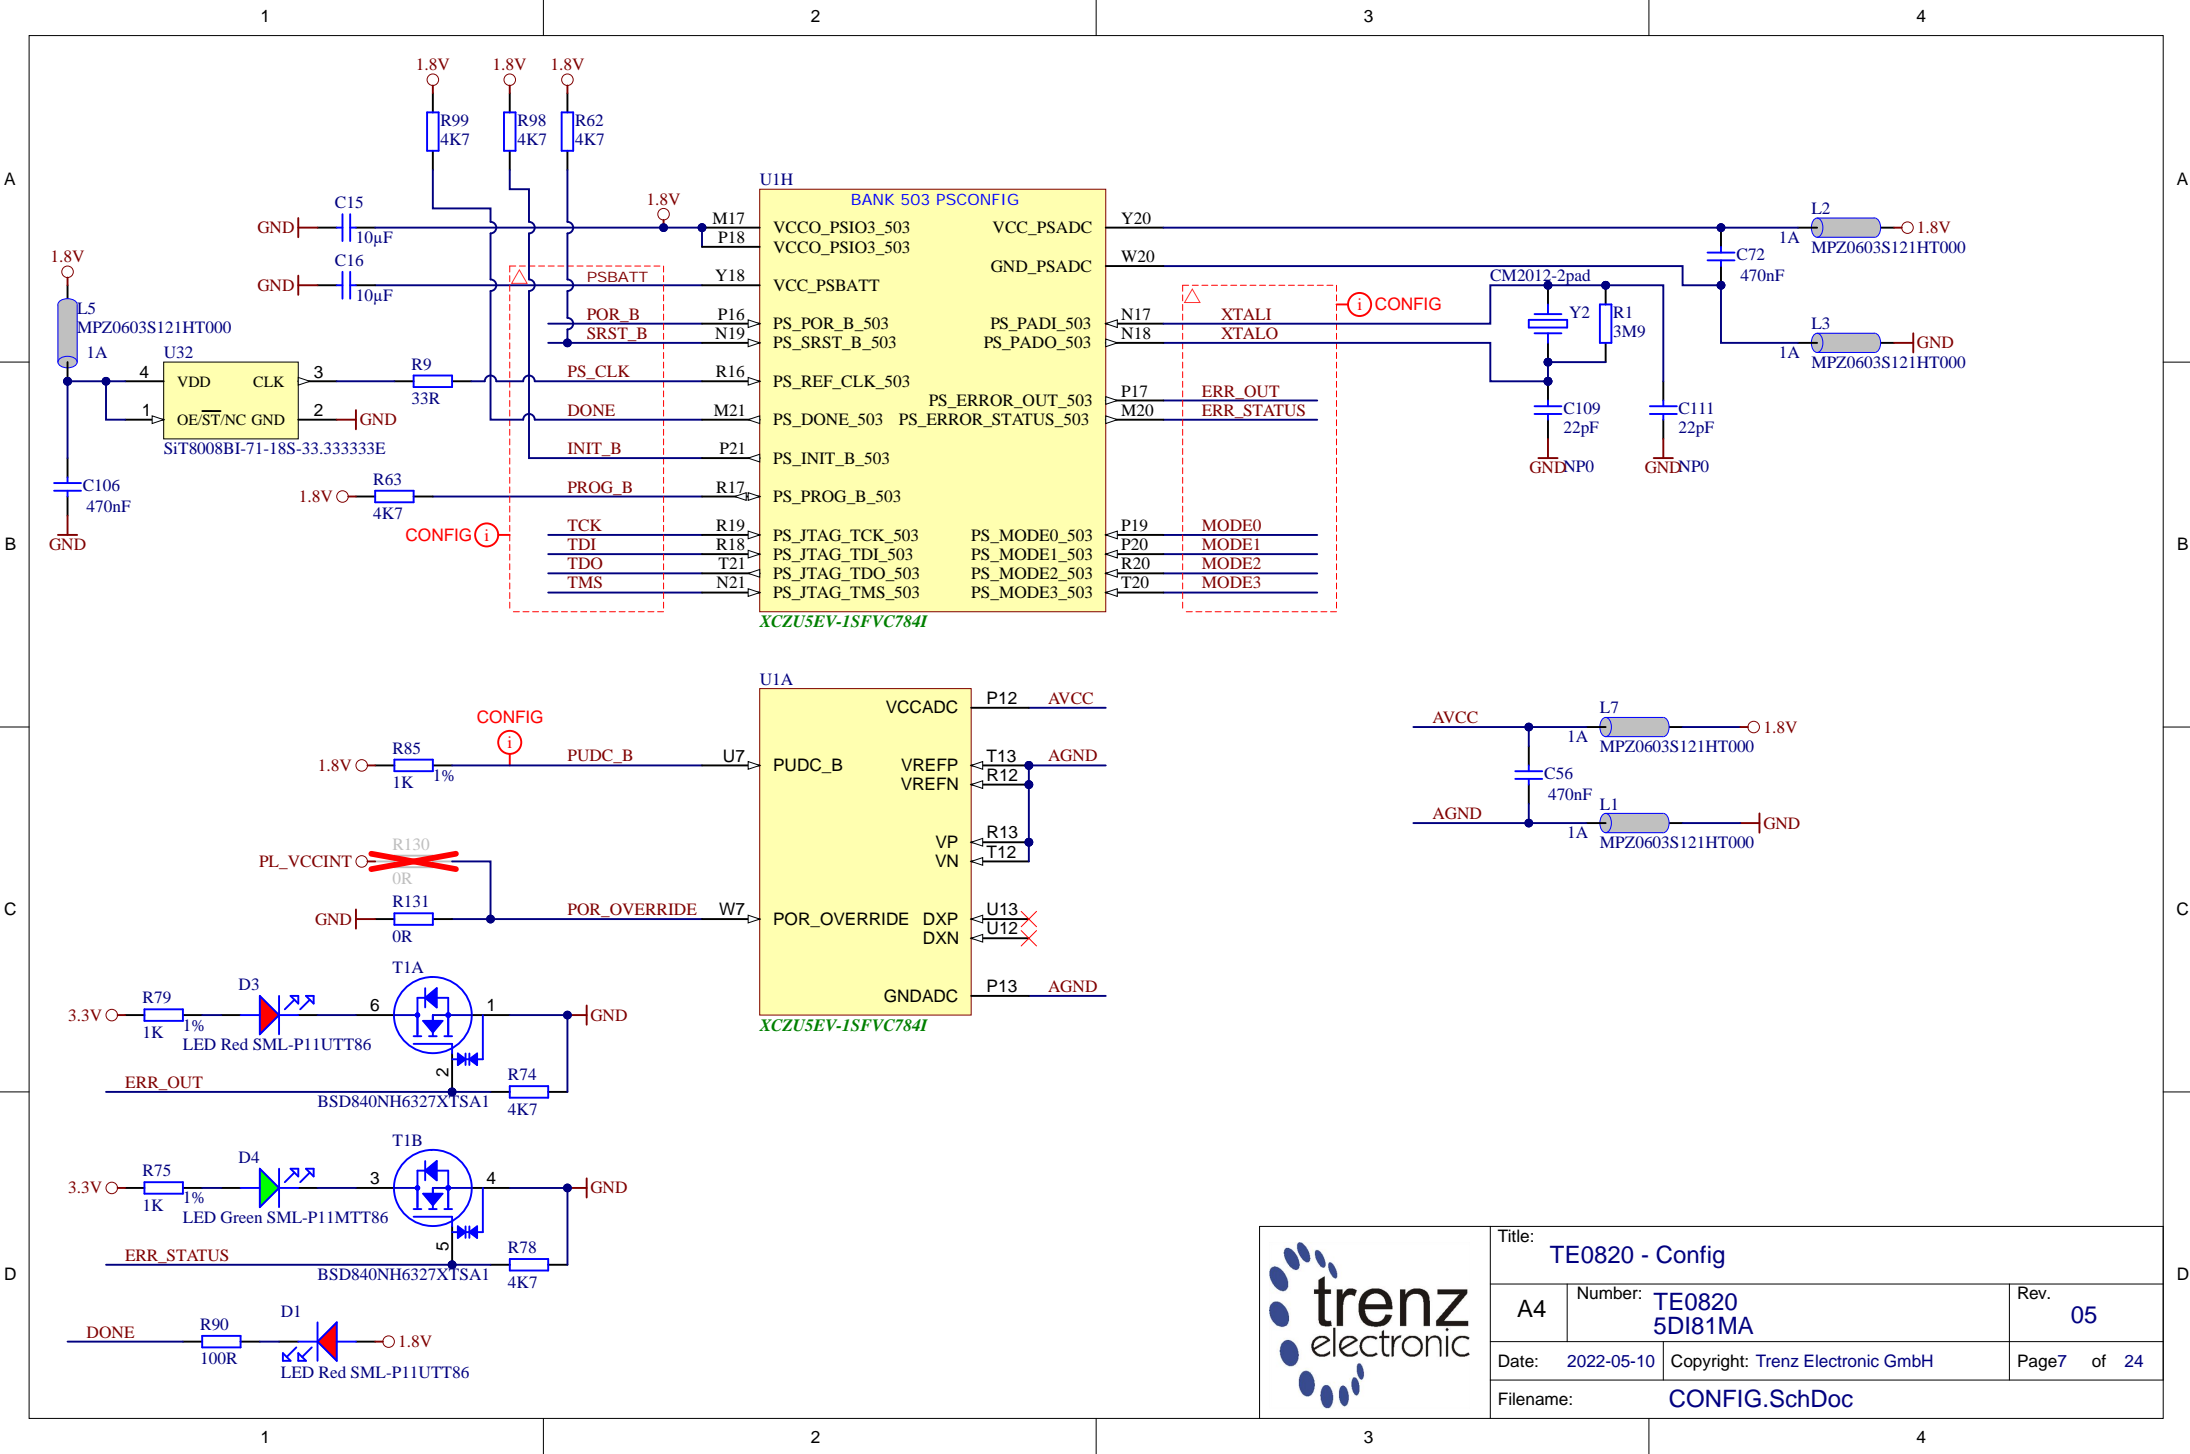 1 2 3 4
A A
B B
C C
D D
1 2 3 4
1.8V 1.8V 1.8V
R99
4K7
R98
4K7
R62
4K7
C15
GND
10µF
1.8V
C16
GND
10µF
1.8V
L5
MPZ0603S121HT000
1A
U32
4 VDD CLK 3
1 OE/ST/NC GND 2
GND
SiT8008BI-71-18S-33.333333E
R9
33R
C106
470nF
GND
1.8V
R63
4K7
CONFIG i
PSBATT
POR_B
SRST_B
PS_CLK
DONE
INIT_B
PROG_B
TCK
TDI
TDO
TMS
U1H
BANK 503 PSCONFIG
M17 VCCO_PSIO3_503
P18 VCCO_PSIO3_503
Y18 VCC_PSBATT
P16 PS_POR_B_503
N19 PS_SRST_B_503
R16 PS_REF_CLK_503
M21 PS_DONE_503
P21 PS_INIT_B_503
R17 PS_PROG_B_503
R19 PS_JTAG_TCK_503
R18 PS_JTAG_TDI_503
T21 PS_JTAG_TDO_503
N21 PS_JTAG_TMS_503
VCC_PSADC Y20
GND_PSADC W20
PS_PADI_503 N17 XTALI
PS_PADO_503 N18 XTALO
PS_ERROR_OUT_503 P17 ERR_OUT
PS_ERROR_STATUS_503 M20 ERR_STATUS
PS_MODE0_503 P19 MODE0
PS_MODE1_503 P20 MODE1
PS_MODE2_503 R20 MODE2
PS_MODE3_503 T20 MODE3
XCZU5EV-1SFVC784I
i CONFIG
CM2012-2pad
Y2
R1
3M9
C109
22pF
GND NP0
C111
22pF
GND NP0
L2
1A
MPZ0603S121HT000
1.8V
C72
470nF
L3
1A
MPZ0603S121HT000
GND
U1A
CONFIG
i
1.8V
R85
1K
1%
PUDC_B
U7 PUDC_B
PL_VCCINT
R130
0R
GND
R131
0R
POR_OVERRIDE
W7 POR_OVERRIDE
VCCADC P12 AVCC
VREFP T13 AGND
VREFN R12
VP R13
VN T12
DXP U13
DXN U12
GNDADC P13 AGND
XCZU5EV-1SFVC784I
AVCC
L7
1A
MPZ0603S121HT000
1.8V
C56
470nF
AGND
L1
1A
MPZ0603S121HT000
GND
3.3V
R79
1K
1%
D3
LED Red SML-P11UTT86
T1A
6 1
2
GND
ERR_OUT
BSD840NH6327XTSA1
R74
4K7
3.3V
R75
1K
1%
D4
LED Green SML-P11MTT86
T1B
3 4
5
GND
ERR_STATUS
BSD840NH6327XTSA1
R78
4K7
DONE
R90
100R
D1
1.8V
LED Red SML-P11UTT86
trenz
electronic
Title:
TE0820 - Config
A4
Number: TE0820
5DI81MA
Rev.
05
Date: 2022-05-10 Copyright: Trenz Electronic GmbH Page7 of 24
Filename: CONFIG.SchDoc